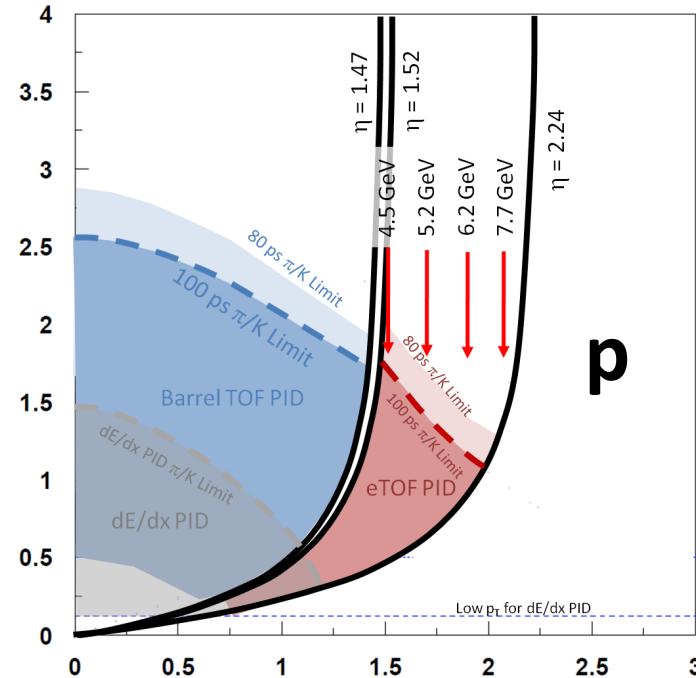 4
3.5
3
2.5
2
1.5
1
0.5
0
η = 1.47
η = 1.52
η = 2.24
4.5 GeV
5.2 GeV
6.2 GeV
7.7 GeV
80 ps π/K Limit
100 ps π/K Limit
Barrel TOF PID
dE/dx PID π/K Limit
dE/dx PID
80 ps π/K Limit
100 ps π/K Limit
eTOF PID
p
Low pT for dE/dx PID
0 0.5 1 1.5 2 2.5 3